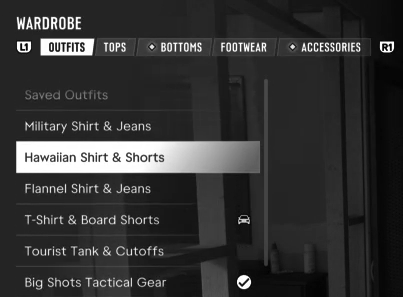 WARDROBE
L1 OUTFITS TOPS BOTTOMS FOOTWEAR ACCESSORIES R1
Saved Outfits
Military Shirt & Jeans
Hawaiian Shirt & Shorts
Flannel Shirt & Jeans
T-Shirt & Board Shorts
Tourist Tank & Cutoffs
Big Shots Tactical Gear